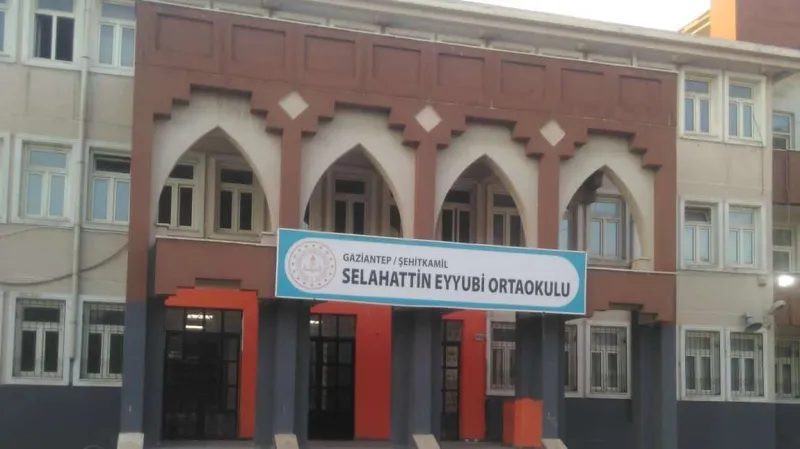 GAZİANTEP / ŞEHİTKAMİL
SELAHATTİN EYYUBİ ORTAOKULU